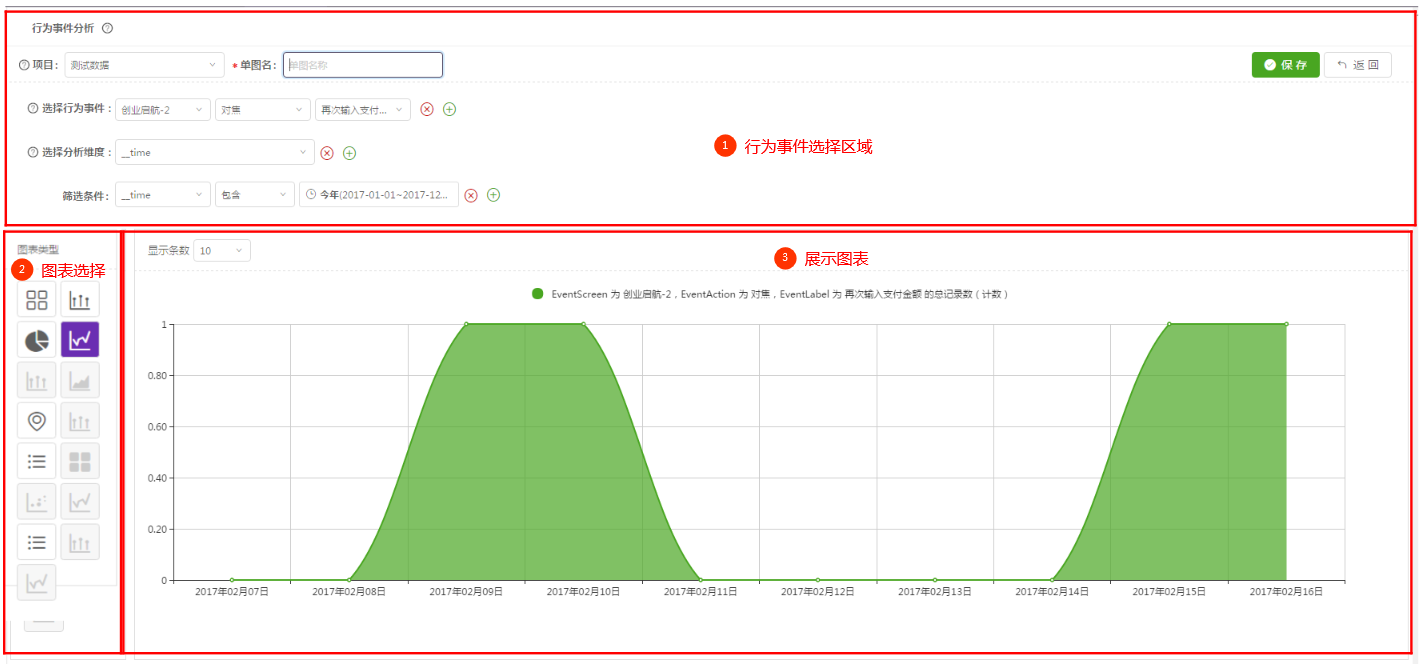 行为事件分析
项目： 测试数据 *单图名： 单图名称 保存 返回
选择行为事件： 创业启航-2 对焦 再次输入支付...
1 行为事件选择区域
选择分析维度： __time
筛选条件： __time 包含 今年(2017-01-01~2017-12...
图表类型
2 图表选择
显示条数 10
3 展示图表
EventScreen 为 创业启航-2，EventAction 为 对焦，EventLabel 为 再次输入支付金额 的总记录数（计数）
1
0.80
0.60
0.40
0.20
0
2017年02月07日 2017年02月08日 2017年02月09日 2017年02月10日 2017年02月11日 2017年02月12日 2017年02月13日 2017年02月14日 2017年02月15日 2017年02月16日